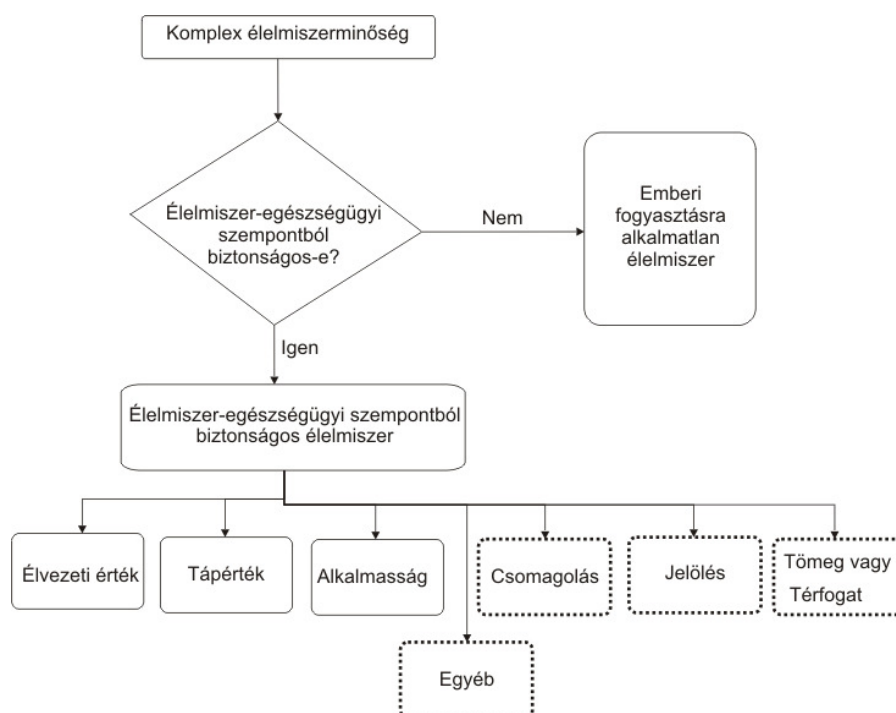 Komplex élelmiszerminőség
Élelmiszer-egészségügyi
szempontból
biztonságos-e?
Nem
Emberi
fogyasztásra
alkalmatlan
élelmiszer
Igen
Élelmiszer-egészségügyi szempontból
biztonságos élelmiszer
Élvezeti érték
Tápérték
Alkalmasság
Csomagolás
Jelölés
Tömeg vagy
Térfogat
Egyéb